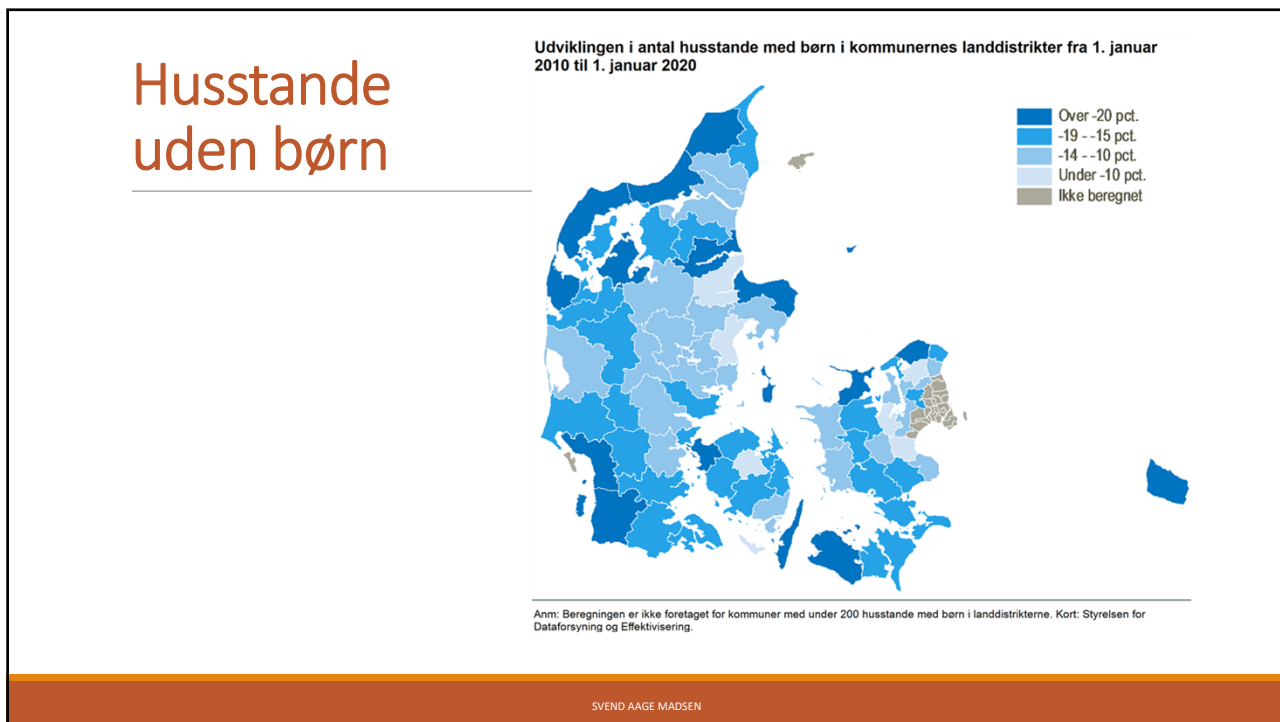 Husstande
uden børn
Udviklingen i antal husstande med børn i kommunernes landdistrikter fra 1. januar
2010 til 1. januar 2020
Over -20 pct.
-19 - -15 pct.
-14 - -10 pct.
Under -10 pct.
Ikke beregnet
Anm: Beregningen er ikke foretaget for kommuner med under 200 husstande med børn i landdistrikterne. Kort: Styrelsen for
Dataforsyning og Effektivisering.
SVEND AAGE MADSEN